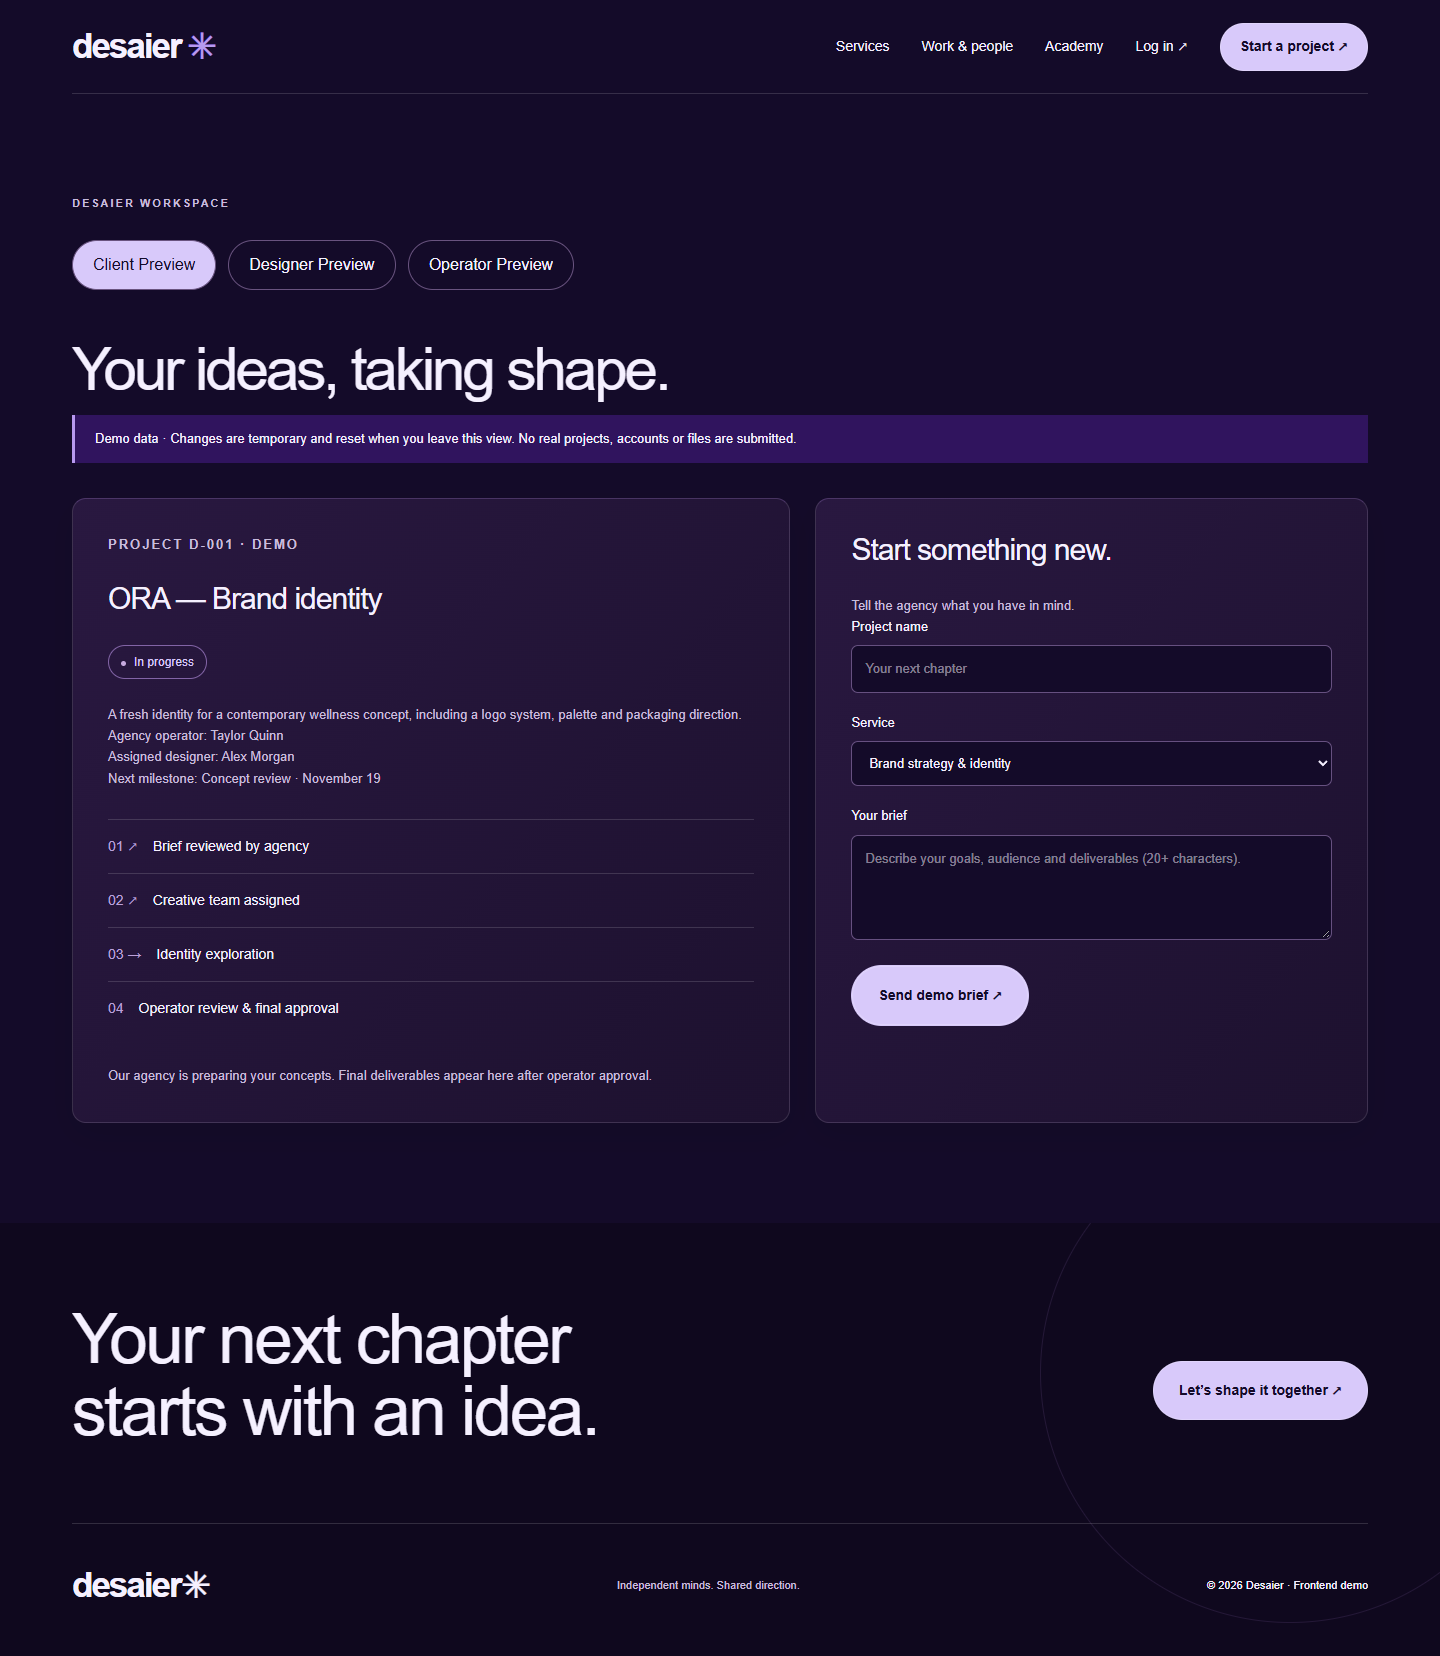 desaier
Services
Work & people
Academy
Log in ↗
Start a project ↗
DESAIER WORKSPACE
Client Preview
Designer Preview
Operator Preview
Your ideas, taking shape.
Demo data · Changes are temporary and reset when you leave this view. No real projects, accounts or files are submitted.
PROJECT D-001 · DEMO
ORA — Brand identity
In progress
A fresh identity for a contemporary wellness concept, including a logo system, palette and packaging direction.
Agency operator: Taylor Quinn
Assigned designer: Alex Morgan
Next milestone: Concept review · November 19
01 ↗ Brief reviewed by agency
02 ↗ Creative team assigned
03 → Identity exploration
04 Operator review & final approval
Our agency is preparing your concepts. Final deliverables appear here after operator approval.
Start something new.
Tell the agency what you have in mind.
Project name
Your next chapter
Service
Brand strategy & identity
Your brief
Describe your goals, audience and deliverables (20+ characters).
Send demo brief ↗
Your next chapter
starts with an idea.
Let's shape it together ↗
desaier
Independent minds. Shared direction.
© 2026 Desaier · Frontend demo